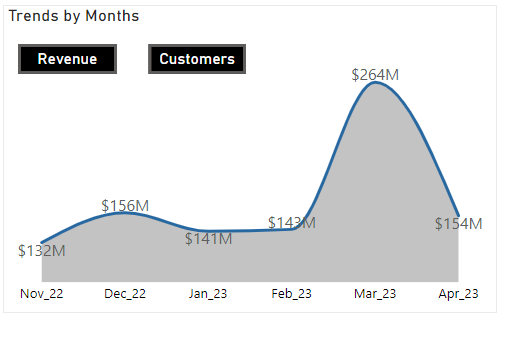 Trends by Months
Revenue Customers
$264M
$156M
$143M
$154M
$141M
$132M
Nov_22 Dec_22 Jan_23 Feb_23 Mar_23 Apr_23